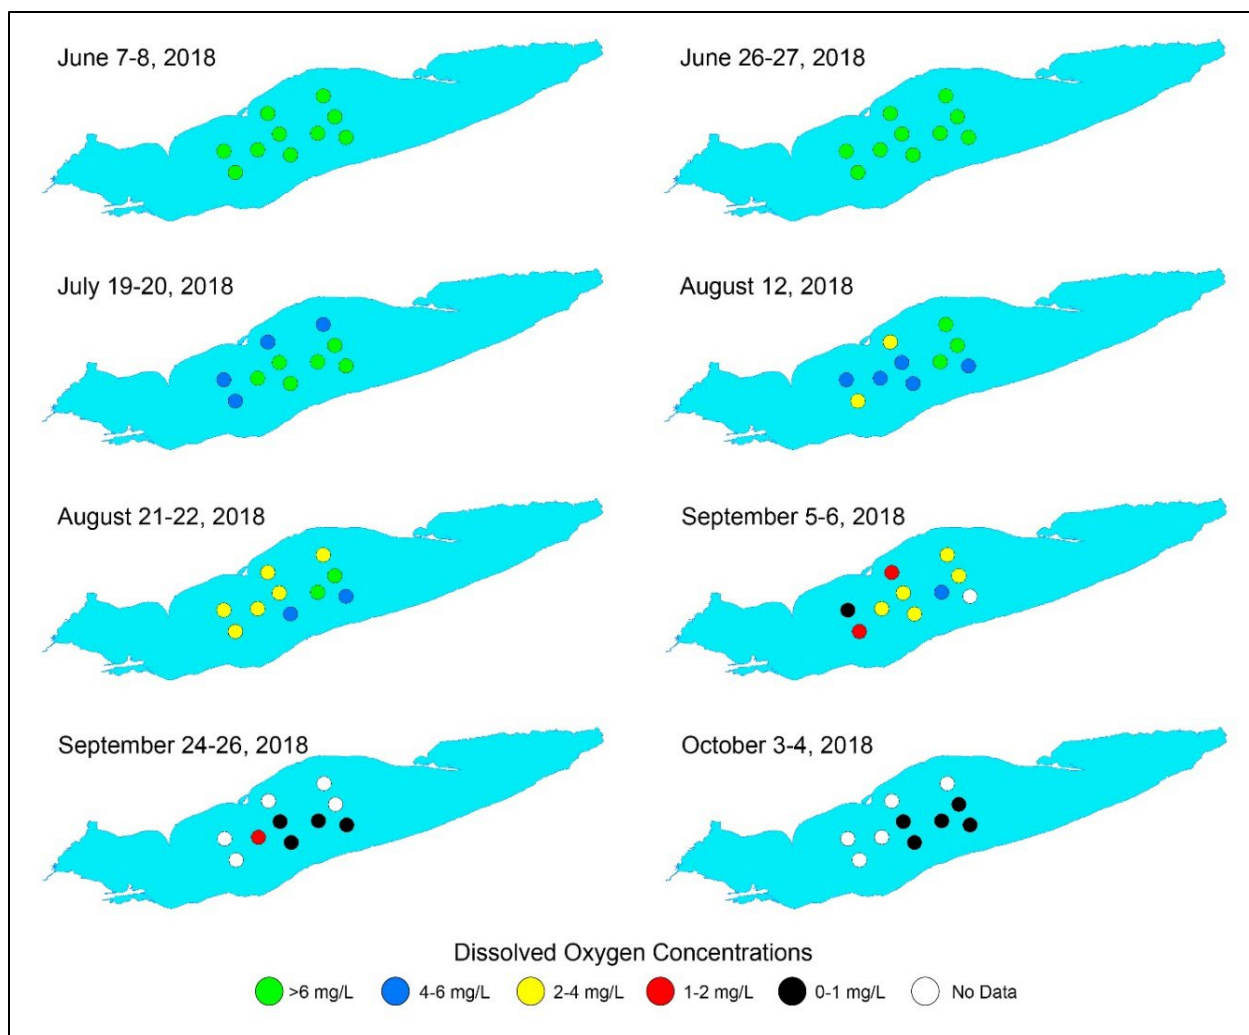 June 7-8, 2018
June 26-27, 2018
July 19-20, 2018
August 12, 2018
August 21-22, 2018
September 5-6, 2018
September 24-26, 2018
October 3-4, 2018
Dissolved Oxygen Concentrations
>6 mg/L 4-6 mg/L 2-4 mg/L 1-2 mg/L 0-1 mg/L No Data